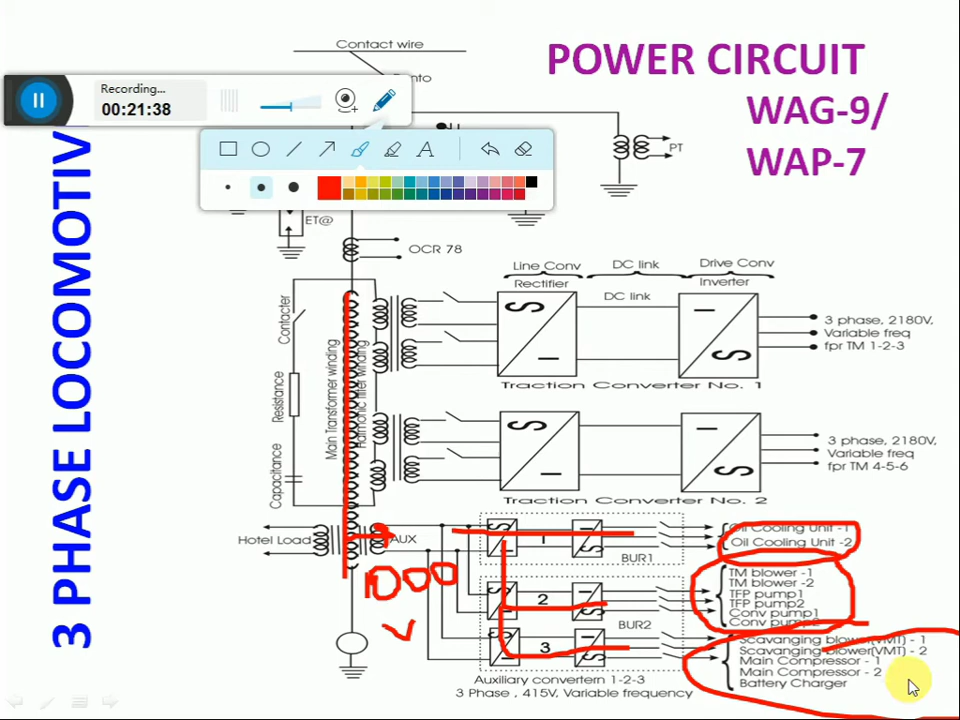 Contact wire
POWER CIRCUIT
WAG-9/
WAP-7
Recording...
00:21:38
A
PT
3 PHASE LOCOMOTIV
ET@
OCR 78
Line Conv
DC link
Drive Conv
Rectifier
DC link
Inverter
Contacter
Resistance
Capacitance
Main Transformer winding
Harmonic filter winding
3 phase, 2180V,
Variable freq
fpr TM 1-2-3
Traction Converter No. 1
3 phase, 2180V,
Variable freq
fpr TM 4-5-6
Traction Converter No. 2
Hotel Load
AUX
1000
V
1
BUR1
Oil Cooling Unit -1
Oil Cooling Unit -2
2
BUR2
TM blower -1
TM blower -2
TFP pump1
TFP pump2
Conv pump1
Conv pump2
3
Scavanging blower(VMT) - 1
Scavanging blower(VMT) - 2
Main Compressor - 1
Main Compressor - 2
Battery Charger
Auxiliary convertern 1-2-3
3 Phase , 415V, Variable frequency